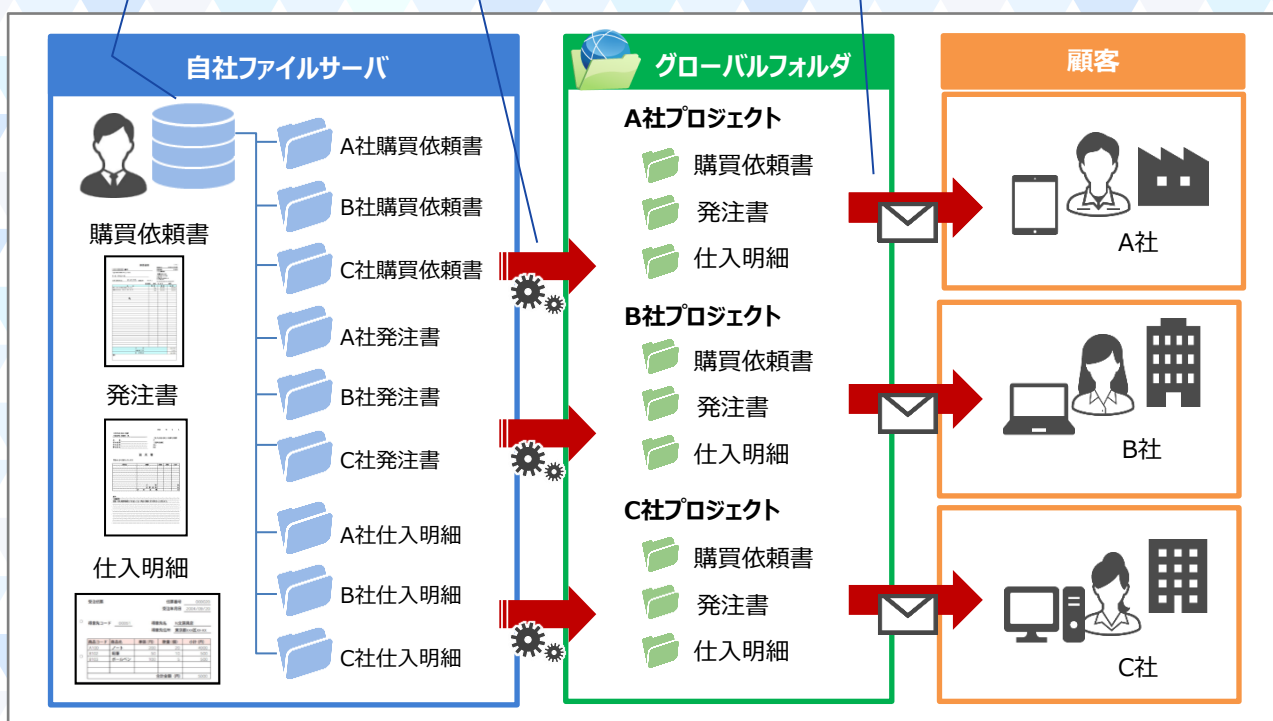 自社ファイルサーバ
購買依頼書
発注書
仕入明細
A社購買依頼書
B社購買依頼書
C社購買依頼書
A社発注書
B社発注書
C社発注書
A社仕入明細
B社仕入明細
C社仕入明細
グローバルフォルダ
A社プロジェクト
購買依頼書
発注書
仕入明細
B社プロジェクト
購買依頼書
発注書
仕入明細
C社プロジェクト
購買依頼書
発注書
仕入明細
顧客
A社
B社
C社